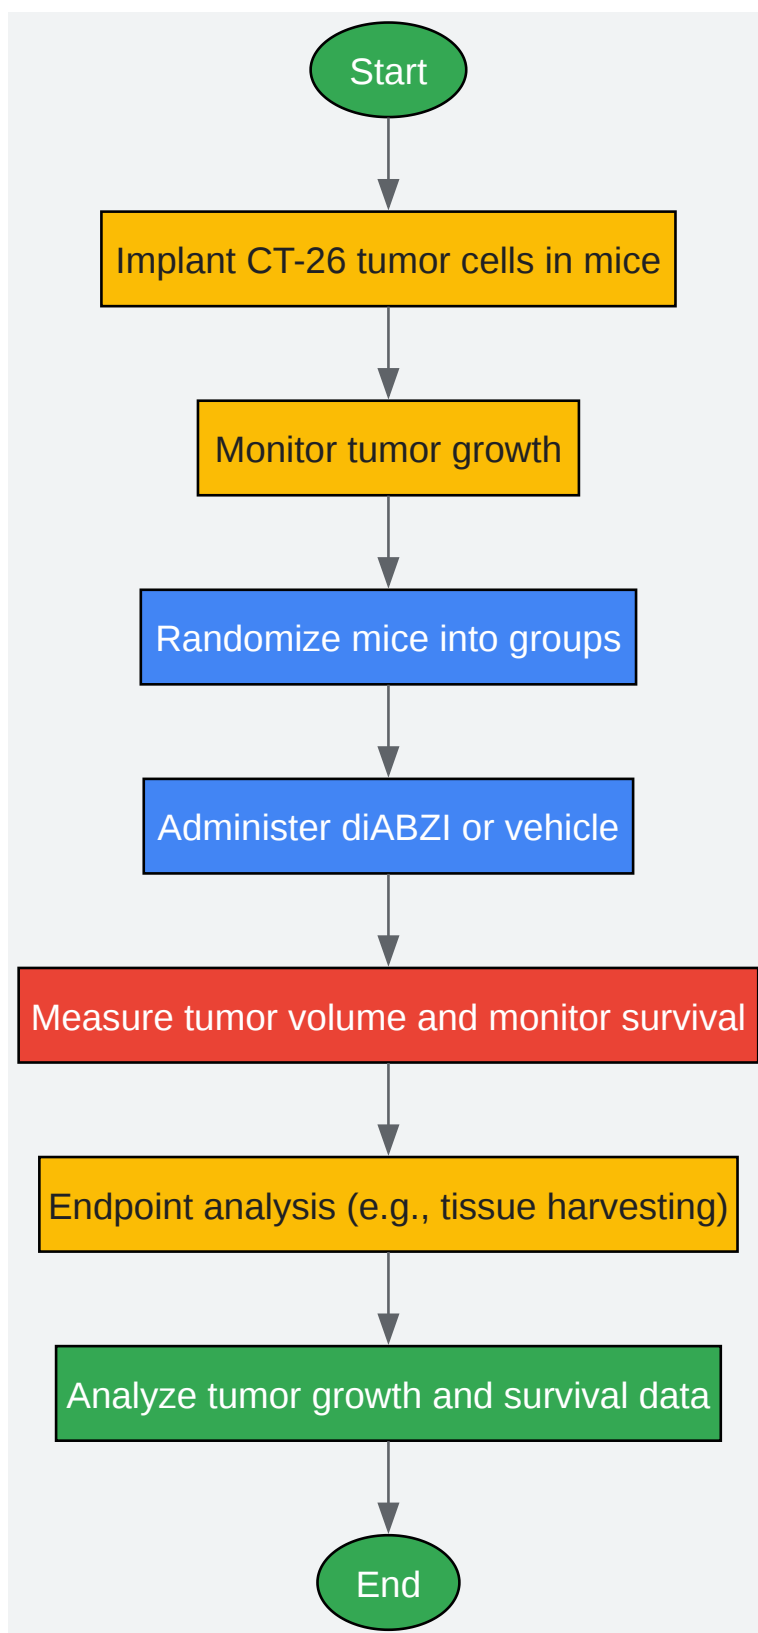 Start
Implant CT-26 tumor cells in mice
Monitor tumor growth
Randomize mice into groups
Administer diABZI or vehicle
Measure tumor volume and monitor survival
Endpoint analysis (e.g., tissue harvesting)
Analyze tumor growth and survival data
End